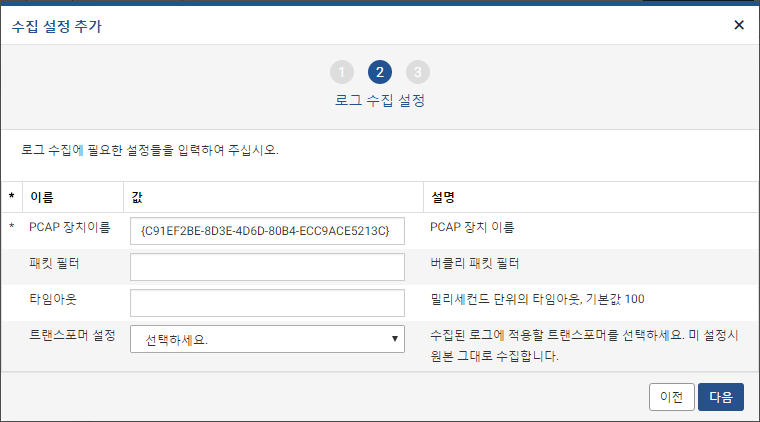 수집 설정 추가 ×
1 2 3
로그 수집 설정
로그 수집에 필요한 설정들을 입력하여 주십시오.
* 이름 값 설명
* PCAP 장치이름 {C91EF2BE-8D3E-4D6D-80B4-ECC9ACE5213C} PCAP 장치 이름
패킷 필터 버클리 패킷 필터
타임아웃 밀리세컨드 단위의 타임아웃, 기본값 100
트랜스포머 설정 선택하세요. 수집된 로그에 적용할 트랜스포머를 선택하세요. 미 설정시
원본 그대로 수집합니다.
이전 다음